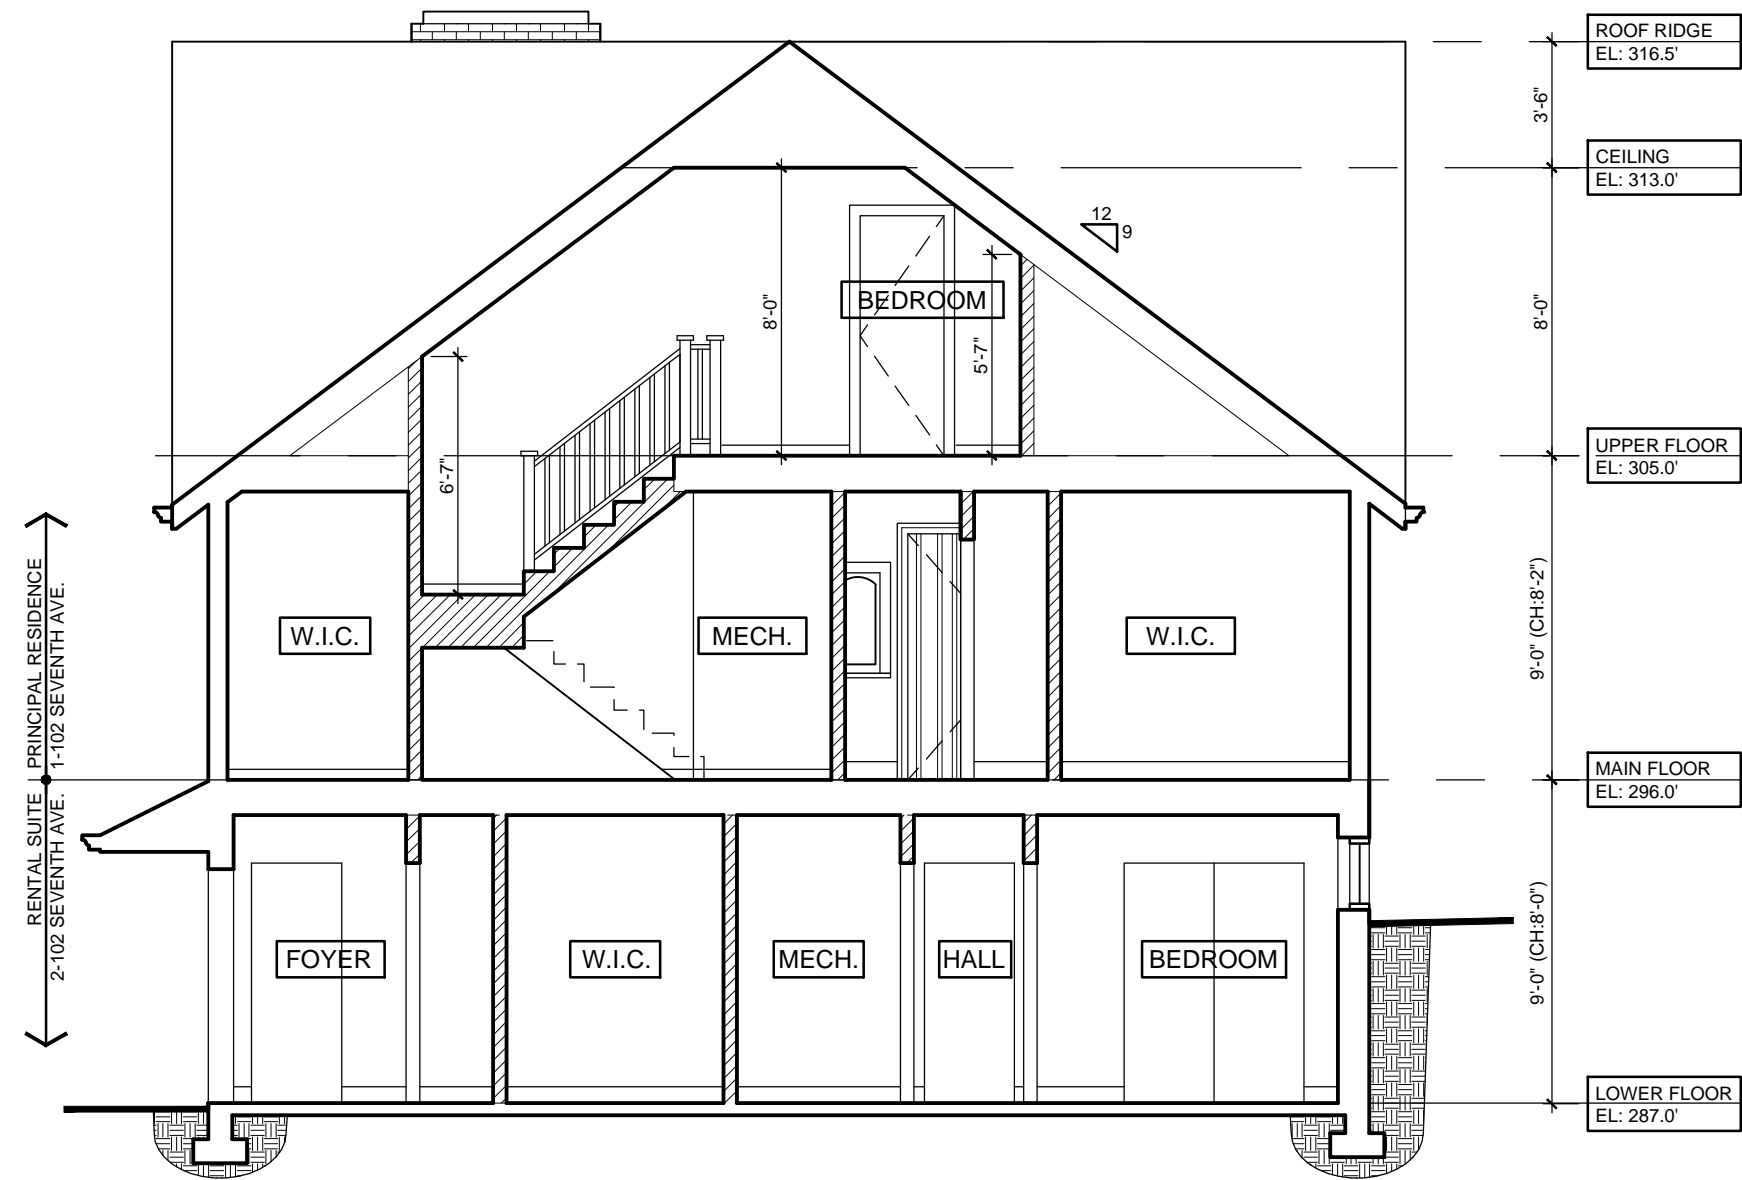 ROOF RIDGE
EL: 316.5'
3'-6"
CEILING
EL: 313.0'
12
9
BEDROOM
8'-0"
5'-7"
8'-0"
6'-7"
UPPER FLOOR
EL: 305.0'
PRINCIPAL RESIDENCE
1-102 SEVENTH AVE.
W.I.C.
MECH.
W.I.C.
9'-0" (CH:8'-2")
MAIN FLOOR
EL: 296.0'
RENTAL SUITE
2-102 SEVENTH AVE.
FOYER
W.I.C.
MECH.
HALL
BEDROOM
9'-0" (CH:8'-0")
LOWER FLOOR
EL: 287.0'